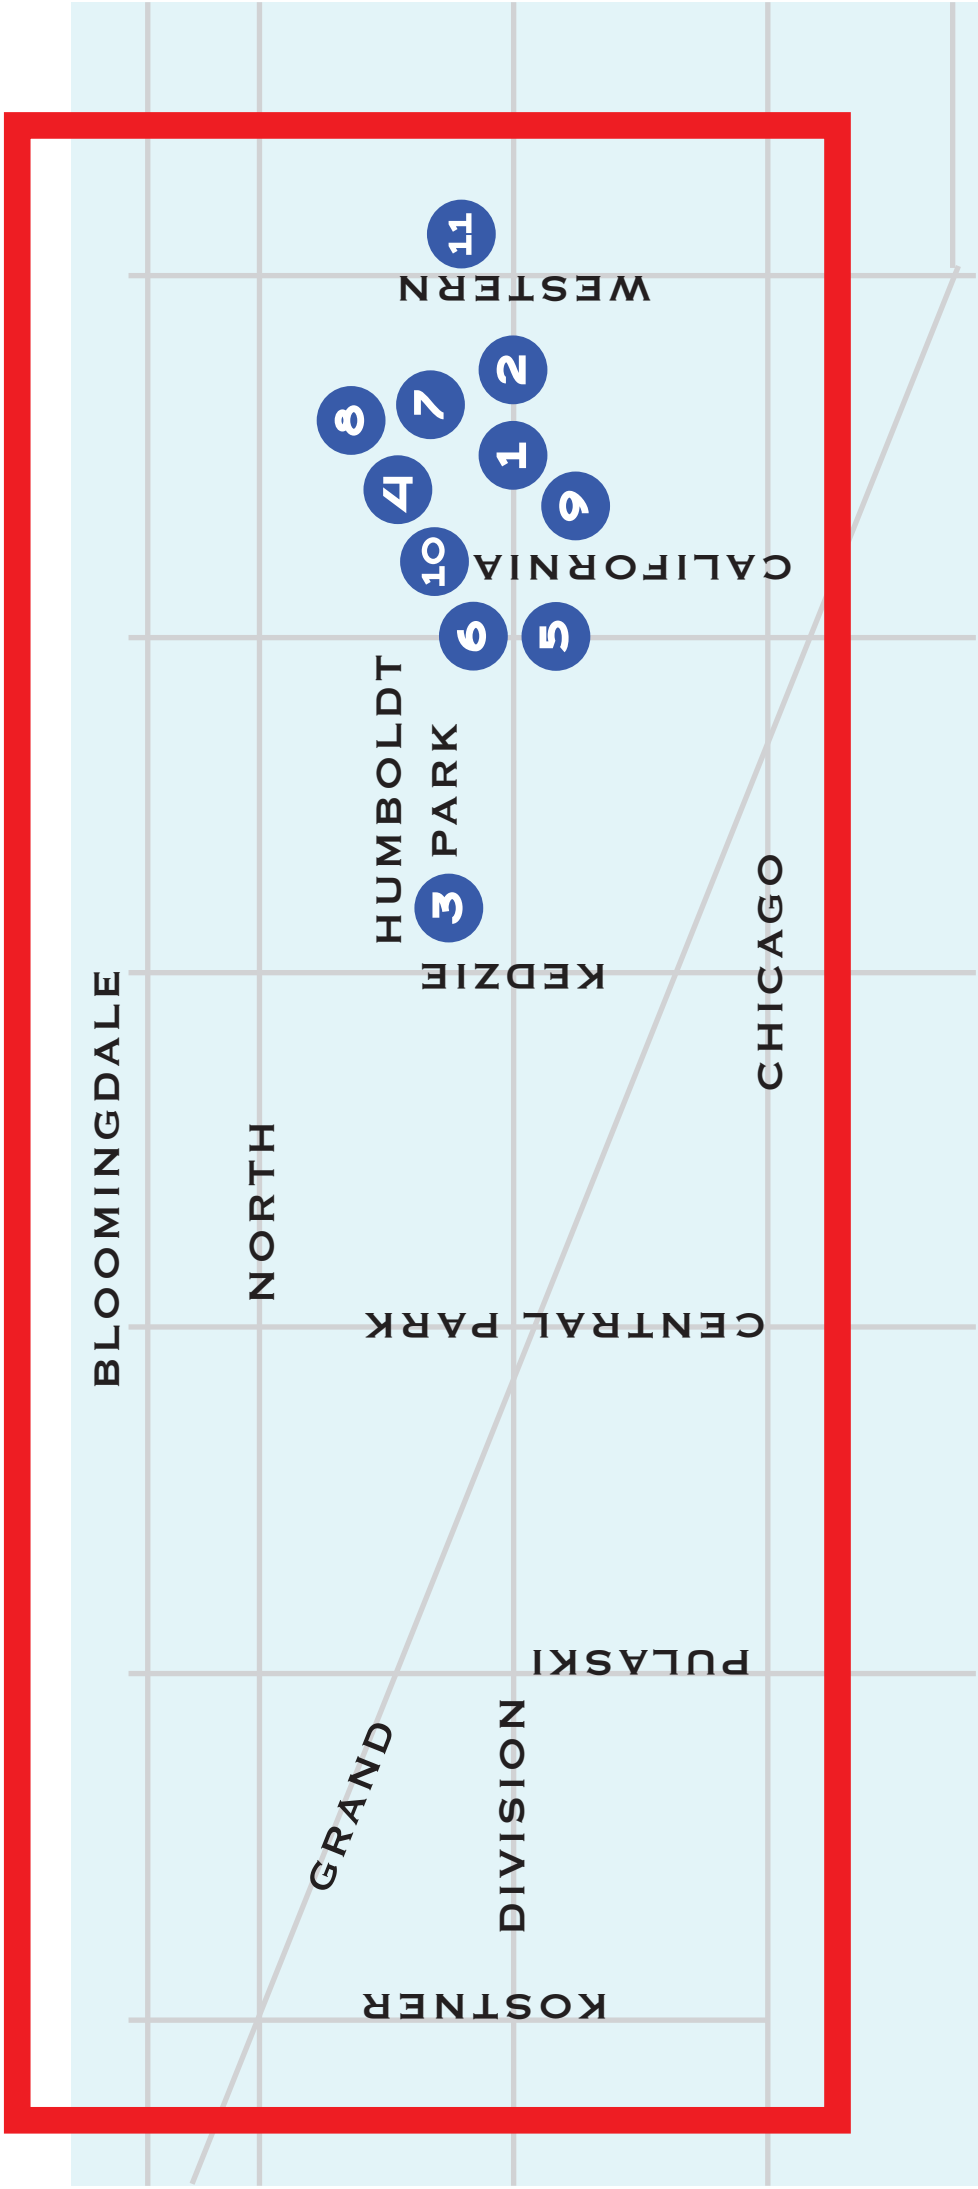 BLOOMINGDALE
NORTH
HUMBOLDT
PARK
GRAND
DIVISION
CHICAGO
KOSTNER
PULASKI
CENTRAL PARK
KEDZIE
CALIFORNIA
WESTERN
8
4
7
10
11
3
6
2
1
5
9